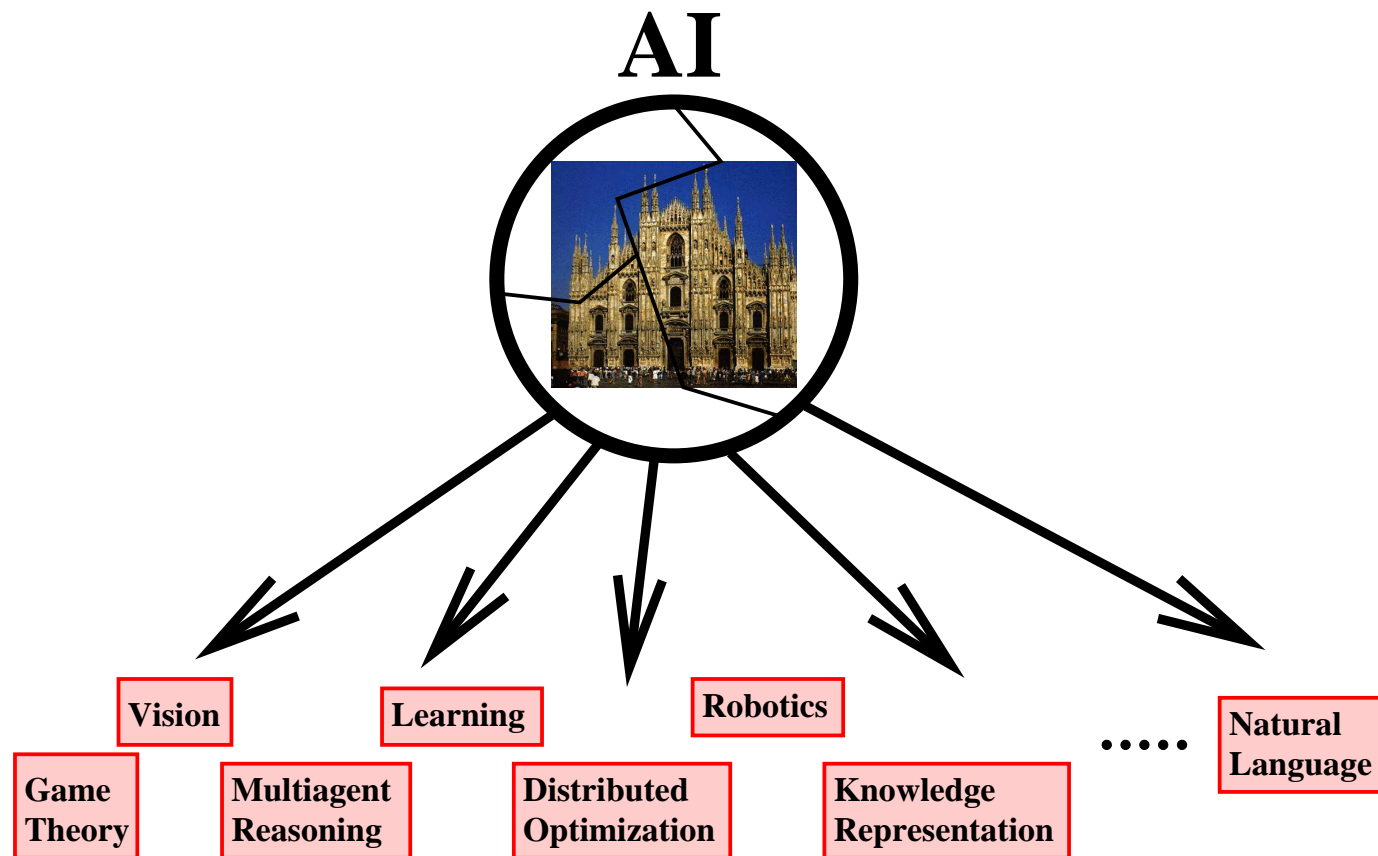 AI
Vision
Learning
Robotics
Natural
Language
Game
Theory
Multiagent
Reasoning
Distributed
Optimization
Knowledge
Representation